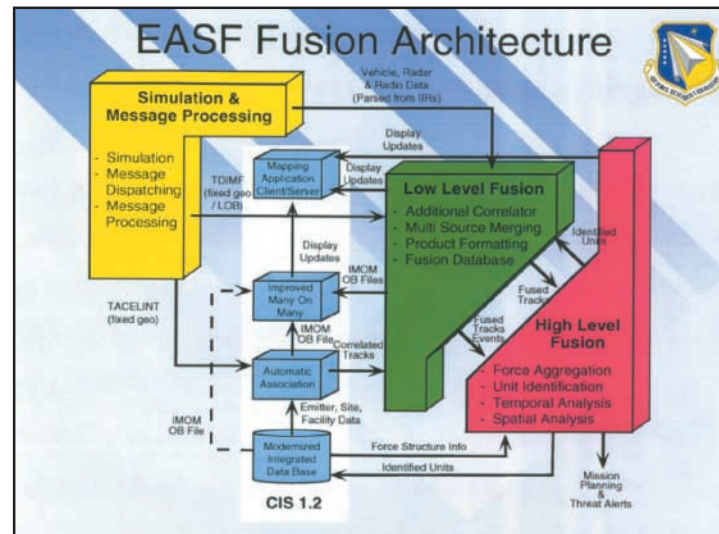 EASF Fusion Architecture
Simulation &
Message Processing
- Simulation
- Message
Dispatching
- Message
Processing
Vehicle, Radar
& Radio Data
(Parsed from IIRs)
Display
Updates
Mapping
Application
Client/Server
Display
Updates
TDIMF
(fixed geo
/ LOB)
Low Level Fusion
- Additional Correlator
- Multi Source Merging
- Product Formatting
- Fusion Database
Identified
Units
Display
Updates
IMOM
OB Files
Fused
Tracks
TACELINT
(fixed geo)
Improved
Many On
Many
Fused
Tracks
Events
High Level
Fusion
IMOM
OB File
Correlated
Tracks
Automatic
Association
- Force Aggregation
- Unit Identification
- Temporal Analysis
- Spatial Analysis
IMOM
OB File
Emitter, Site,
Facility Data
Modernized
Integrated
Data Base
Force Structure Info
Identified Units
CIS 1.2
Mission
Planning
&
Threat Alerts